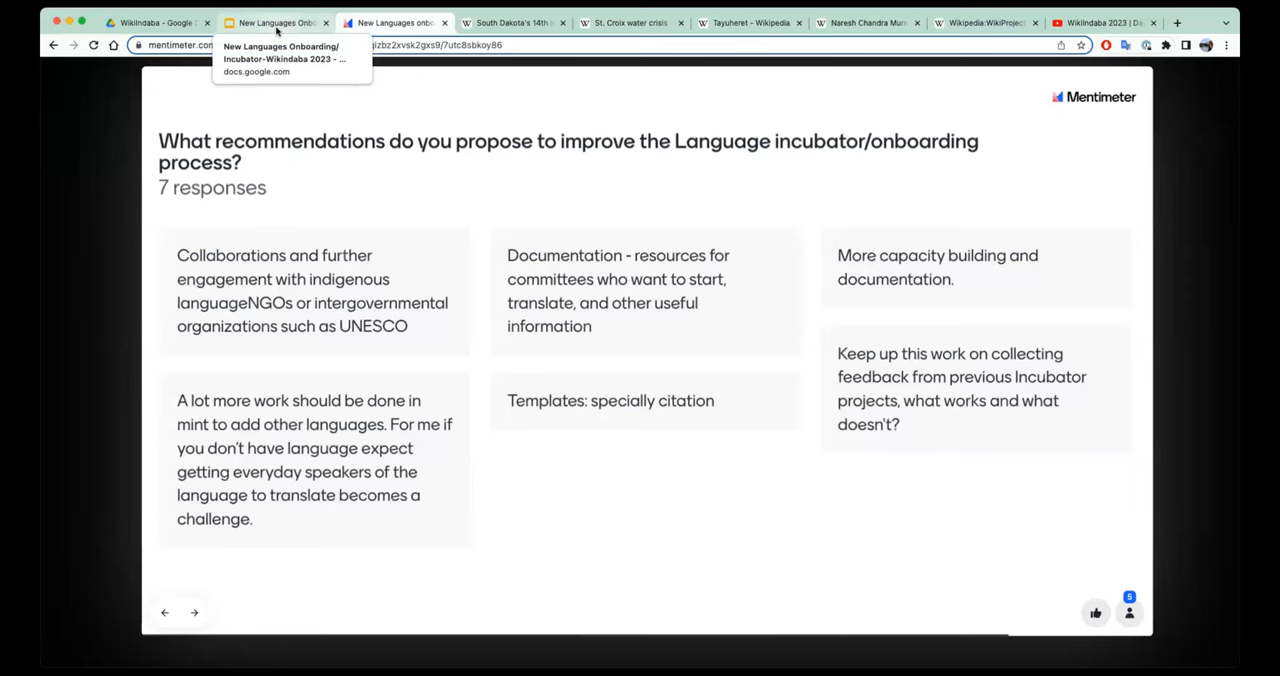 WikiIndaba - Google D
New Languages Onbo
New Languages onbo
South Dakota's 14th l
St. Croix water crisis
Tayuheret - Wikipedia
Naresh Chandra Mur
Wikipedia:WikiProject
WikiIndaba 2023 | Da
mentimeter.com
jizbz2xvsk2gxs9/7utc8sbkoy86
New Languages Onboarding/
Incubator-Wikindaba 2023 - ...
docs.google.com
Mentimeter
What recommendations do you propose to improve the Language incubator/onboarding
process?
7 responses
Collaborations and further
engagement with indigenous
languageNGOs or intergovernmental
organizations such as UNESCO
A lot more work should be done in
mint to add other languages. For me if
you don't have language expect
getting everyday speakers of the
language to translate becomes a
challenge.
Documentation - resources for
committees who want to start,
translate, and other useful
information
Templates: specially citation
More capacity building and
documentation.
Keep up this work on collecting
feedback from previous Incubator
projects, what works and what
doesn't?
5